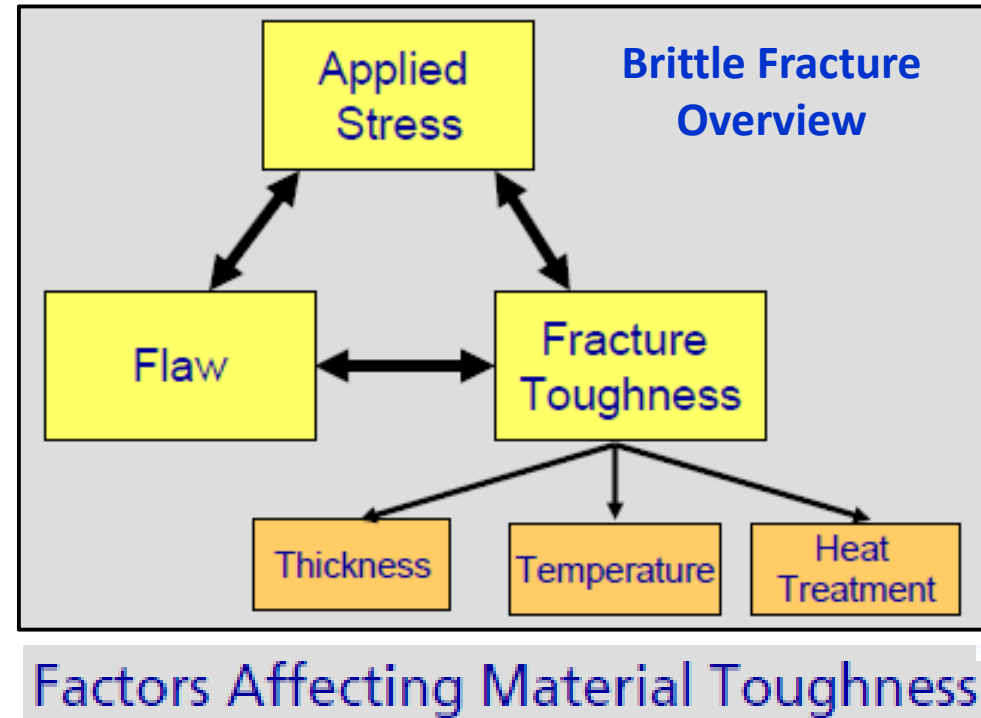 Brittle Fracture
Overview
Applied
Stress
Flaw
Fracture
Toughness
Thickness
Temperature
Heat
Treatment
Factors Affecting Material Toughness